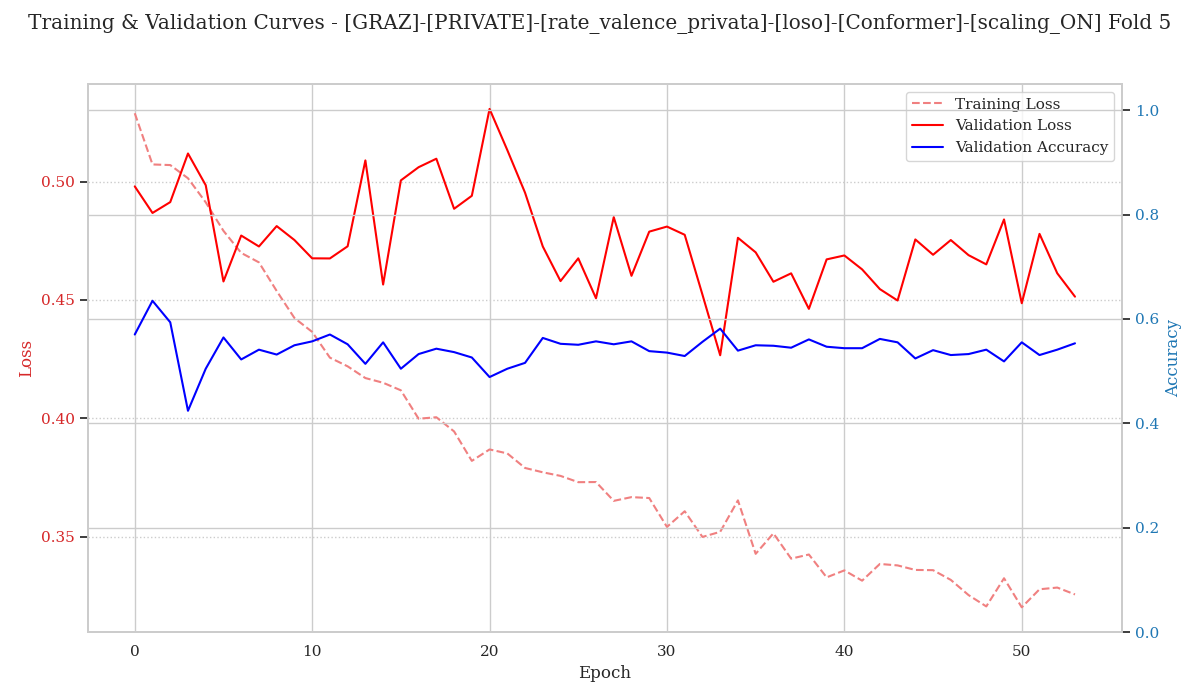 Training & Validation Curves - [GRAZ]-[PRIVATE]-[rate_valence_privata]-[loso]-[Conformer]-[scaling_ON] Fold 5
Training Loss
Validation Loss
Validation Accuracy
0.50
0.45
0.40
0.35
Loss
1.0
0.8
0.6
0.4
0.2
0.0
Accuracy
0
10
20
30
40
50
Epoch